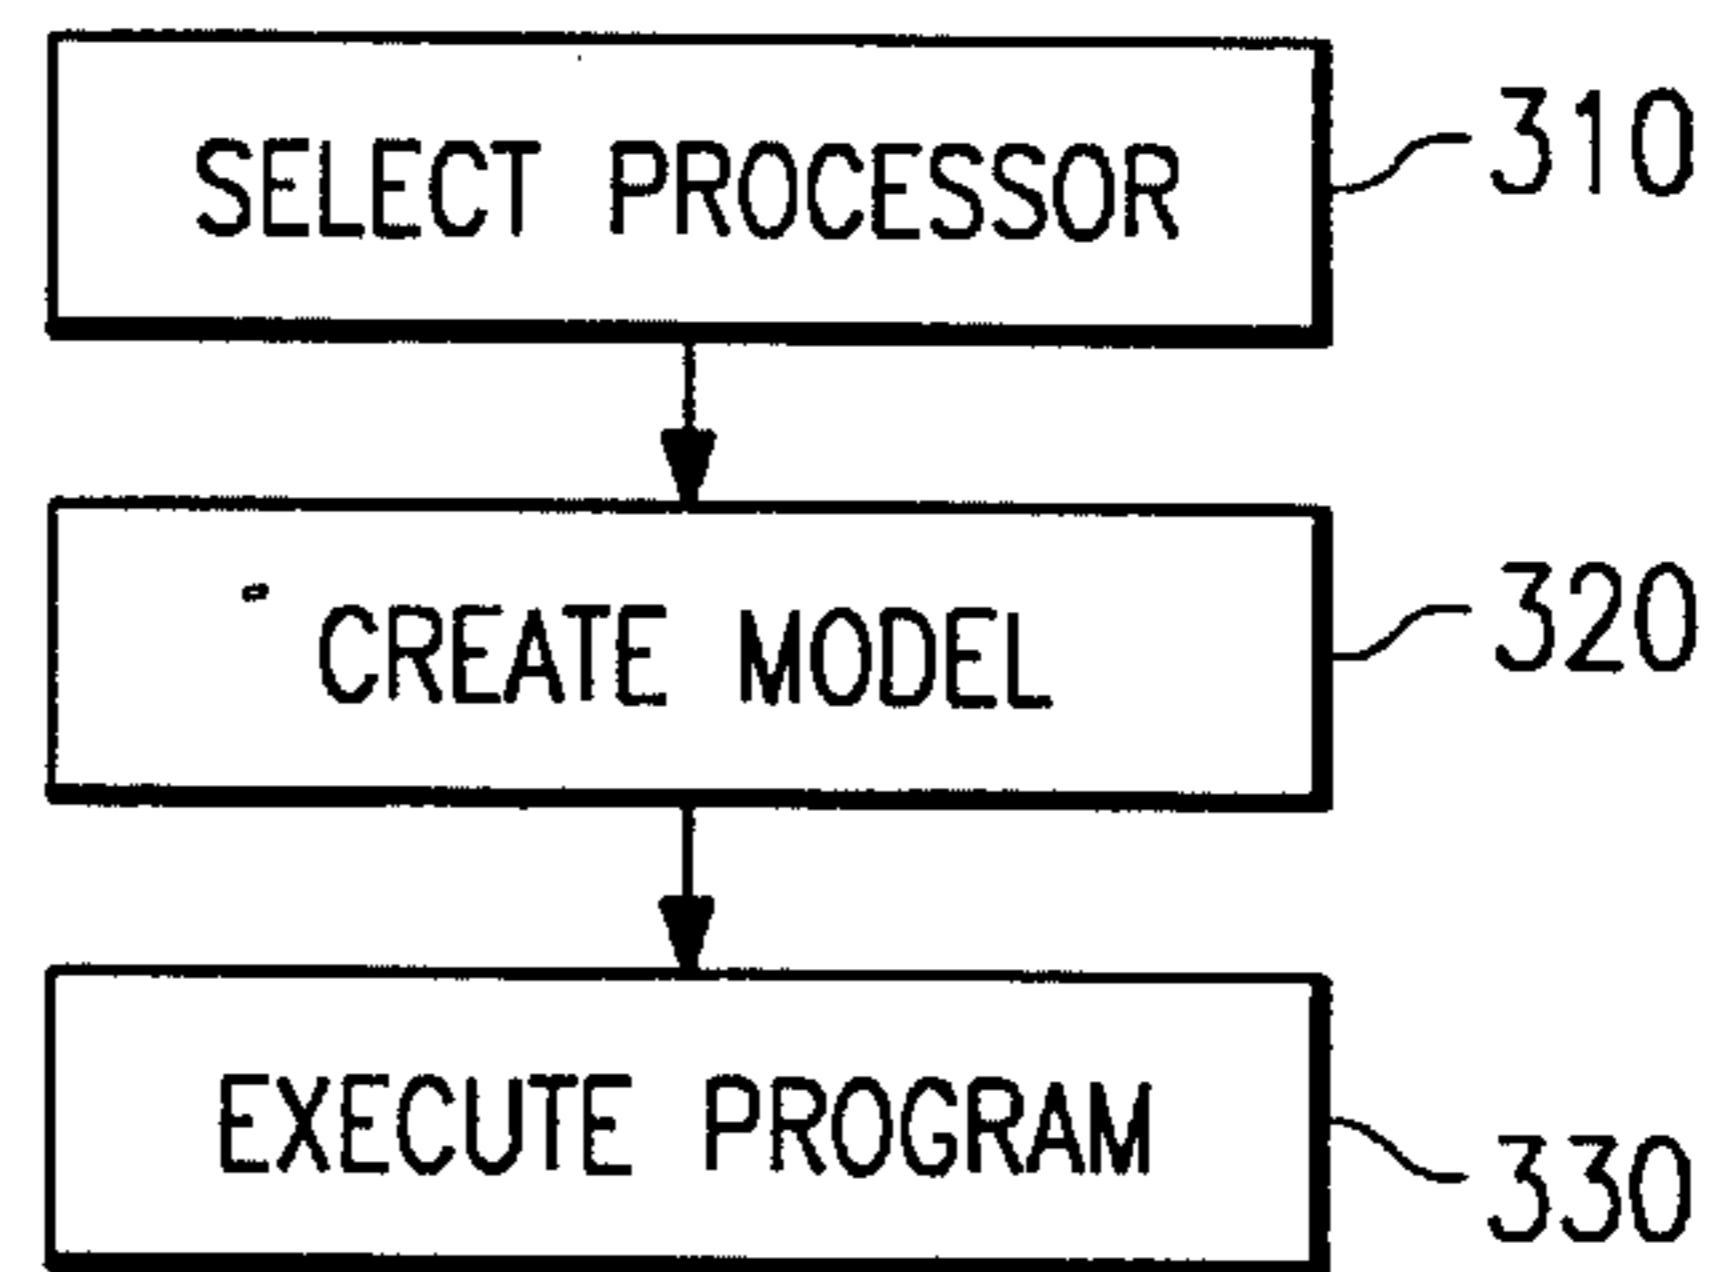 SELECT PROCESSOR
310
CREATE MODEL
320
EXECUTE PROGRAM
330